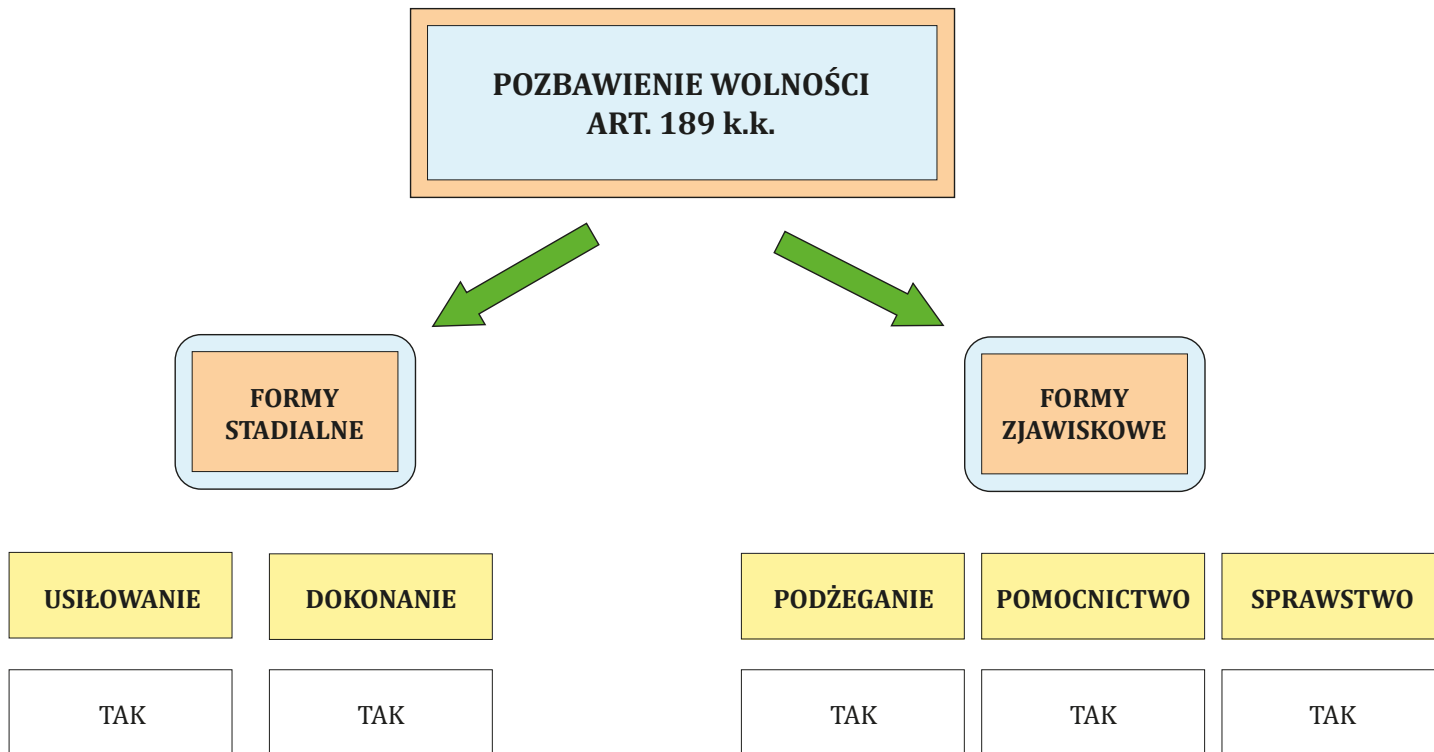 POZBAWIENIE WOLNOŚCI
ART. 189 k.k.
FORMY
STADIALNE
FORMY
ZJAWISKOWE
USIŁOWANIE
DOKONANIE
PODŻEGANIE
POMOCNICTWO
SPRAWSTWO
TAK
TAK
TAK
TAK
TAK